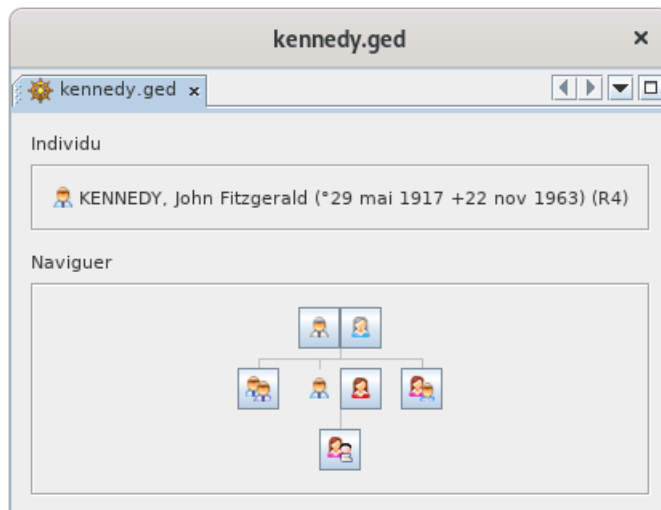 kennedy.ged
kennedy.ged
Individu
KENNEDY, John Fitzgerald (°29 mai 1917 +22 nov 1963) (R4)
Naviguer